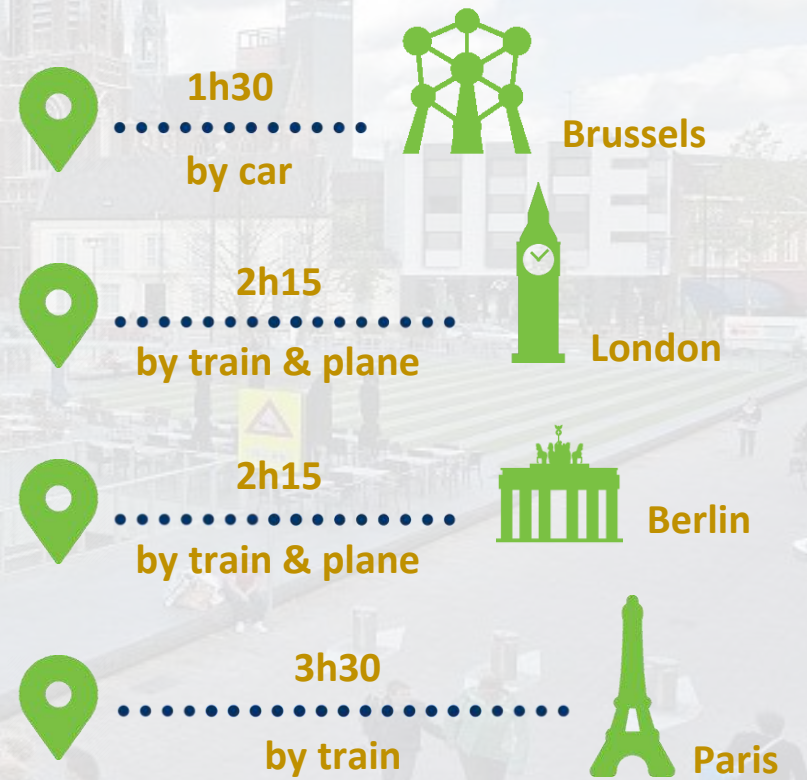 1h30
by car
Brussels
2h15
by train & plane
London
2h15
by train & plane
Berlin
3h30
by train
Paris